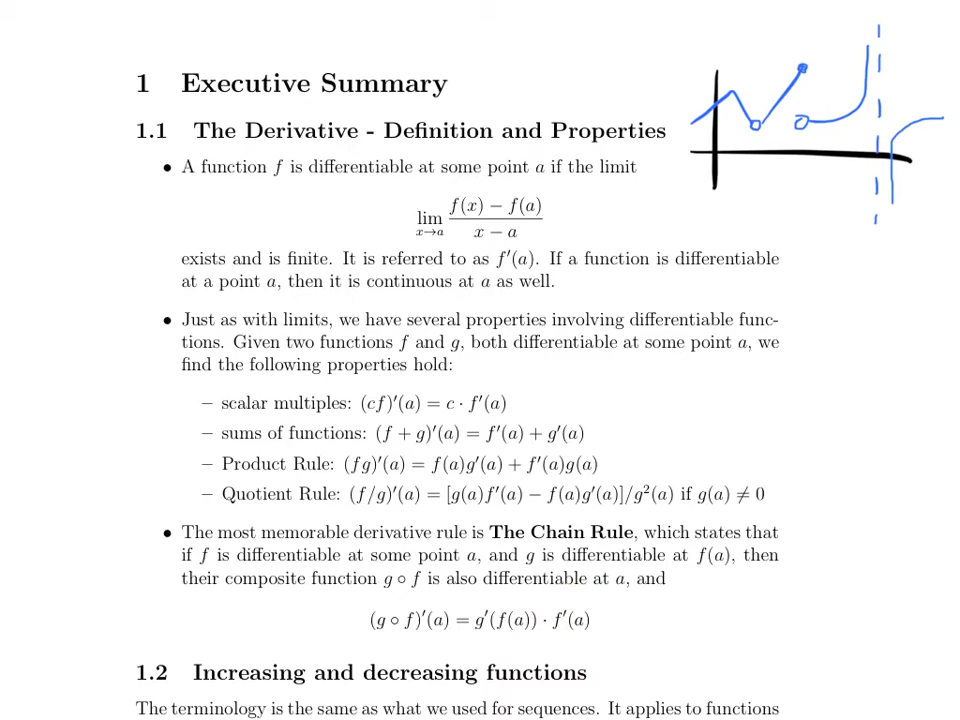 1 Executive Summary
1.1 The Derivative - Definition and Properties
• A function f is differentiable at some point a if the limit
lim_{x→a} \frac{f(x) − f(a)}{x − a}
exists and is finite. It is referred to as f′(a). If a function is differentiable
at a point a, then it is continuous at a as well.
• Just as with limits, we have several properties involving differentiable func-
tions. Given two functions f and g, both differentiable at some point a, we
find the following properties hold:
– scalar multiples: (cf)′(a) = c · f′(a)
– sums of functions: (f + g)′(a) = f′(a) + g′(a)
– Product Rule: (fg)′(a) = f(a)g′(a) + f′(a)g(a)
– Quotient Rule: (f/g)′(a) = [g(a)f′(a) − f(a)g′(a)]/g²(a) if g(a) ≠ 0
• The most memorable derivative rule is The Chain Rule, which states that
if f is differentiable at some point a, and g is differentiable at f(a), then
their composite function g ∘ f is also differentiable at a, and
(g ∘ f)′(a) = g′(f(a)) · f′(a)
1.2 Increasing and decreasing functions
The terminology is the same as what we used for sequences. It applies to functions